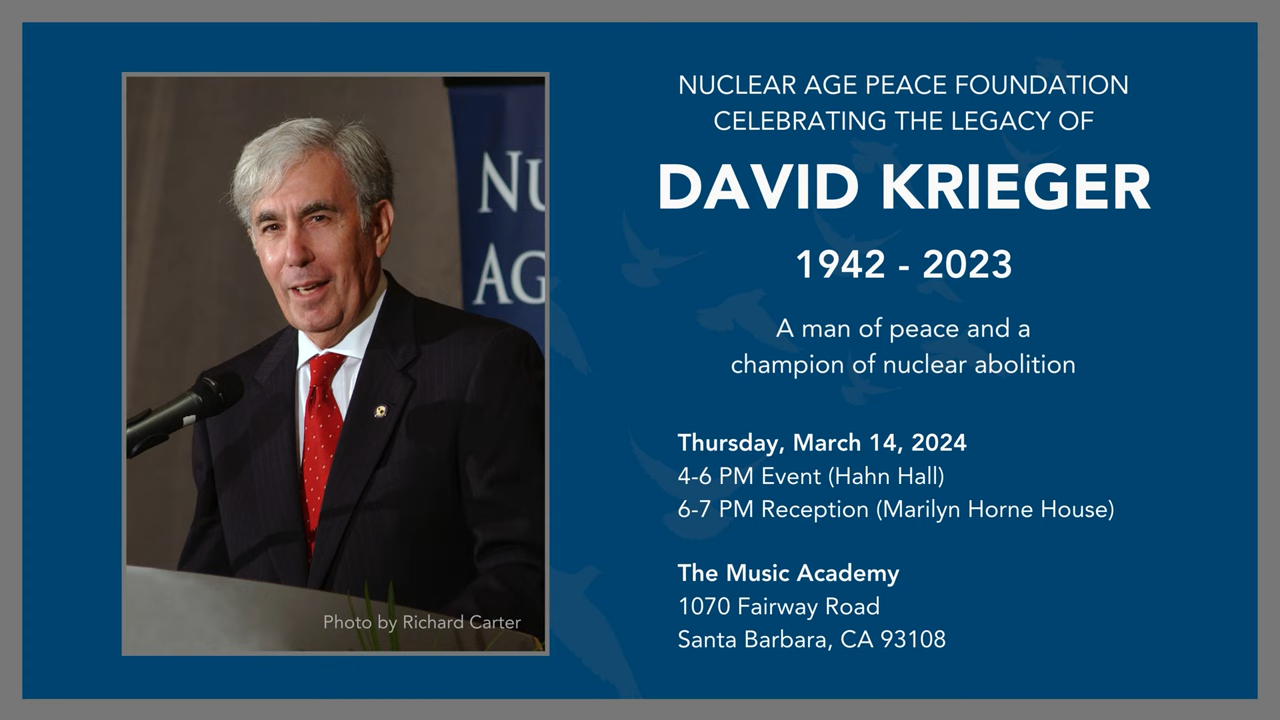 NU
AG
Photo by Richard Carter
NUCLEAR AGE PEACE FOUNDATION
CELEBRATING THE LEGACY OF
DAVID KRIEGER
1942 - 2023
A man of peace and a
champion of nuclear abolition
Thursday, March 14, 2024
4-6 PM Event (Hahn Hall)
6-7 PM Reception (Marilyn Horne House)
The Music Academy
1070 Fairway Road
Santa Barbara, CA 93108